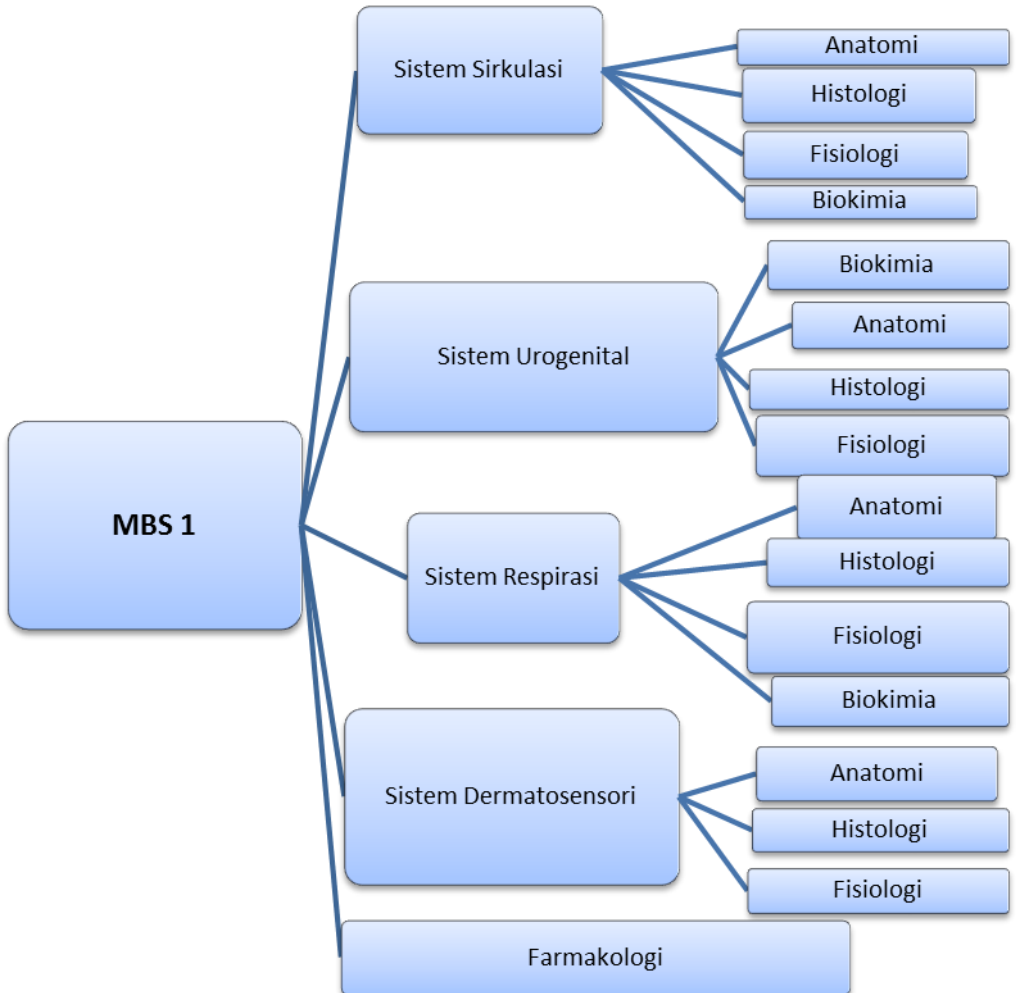 MBS 1
Sistem Sirkulasi
Anatomi
Histologi
Fisiologi
Biokimia
Sistem Urogenital
Biokimia
Anatomi
Histologi
Fisiologi
Sistem Respirasi
Anatomi
Histologi
Fisiologi
Biokimia
Sistem Dermatosensori
Anatomi
Histologi
Fisiologi
Farmakologi